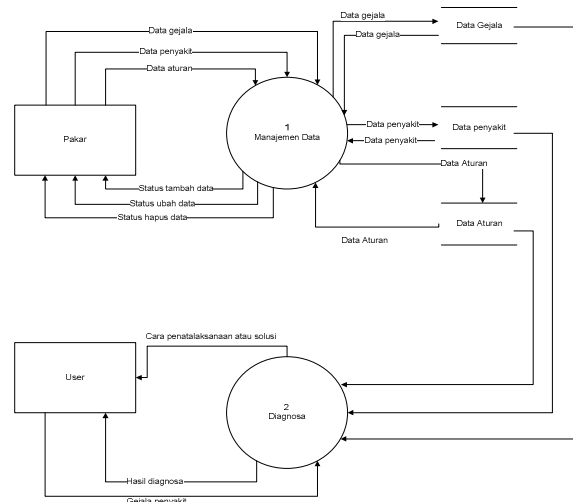 Data gejala
Data penyakit
Data aturan
Data gejala
Data gejala
Data Gejala
Pakar
1
Manajemen Data
Data penyakit
Data penyakit
Data penyakit
Data Aturan
Status tambah data
Status ubah data
Status hapus data
Data Aturan
Data Aturan
Cara penatalaksanaan atau solusi
User
2
Diagnosa
Hasil diagnosa
Gejala penyakit